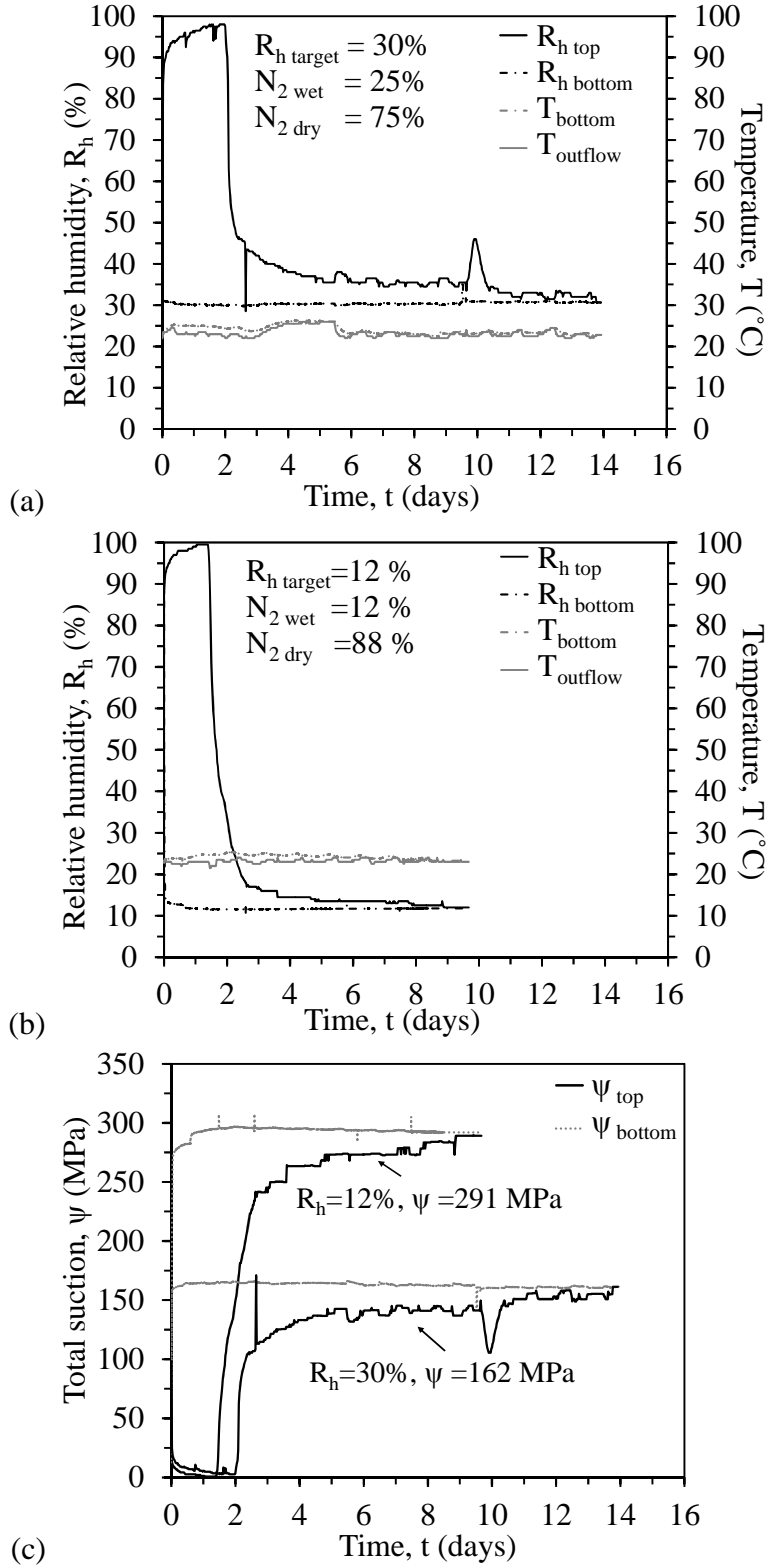 100
90
80
70
60
50
40
30
20
10
0
Relative humidity, Rh (%)
Rh target = 30%
N2 wet = 25%
N2 dry = 75%
Rh top
Rh bottom
Tbottom
Toutflow
100
90
80
70
60
50
40
30
20
10
0
Temperature, T (˚C)
0 2 4 6 8 10 12 14 16
Time, t (days)
(a)
100
90
80
70
60
50
40
30
20
10
0
Relative humidity, Rh (%)
Rh target=12 %
N2 wet =12 %
N2 dry =88 %
Rh top
Rh bottom
Tbottom
Toutflow
100
90
80
70
60
50
40
30
20
10
0
Temperature, T (˚C)
0 2 4 6 8 10 12 14 16
Time, t (days)
(b)
350
300
250
200
150
100
50
0
Total suction, ψ (MPa)
ψ top
ψ bottom
Rh=12%, ψ =291 MPa
Rh=30%, ψ =162 MPa
0 2 4 6 8 10 12 14 16
Time, t (days)
(c)